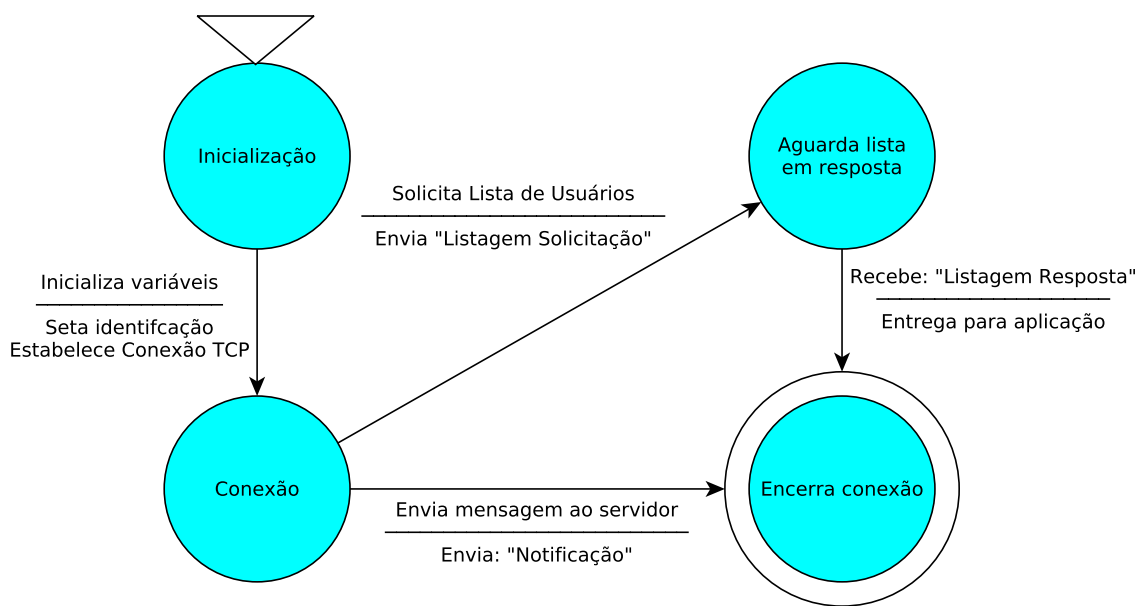 Inicialização
Aguarda lista
em resposta
Solicita Lista de Usuários
Envia "Listagem Solicitação"
Inicializa variáveis
Seta identifcação
Estabelece Conexão TCP
Recebe: "Listagem Resposta"
Entrega para aplicação
Conexão
Encerra conexão
Envia mensagem ao servidor
Envia: "Notificação"